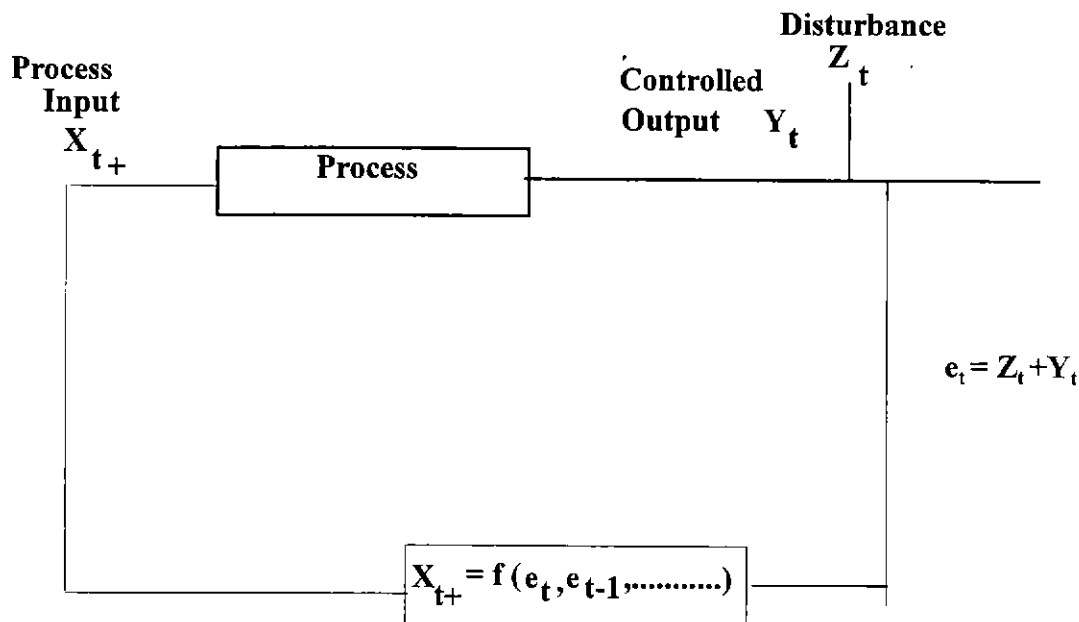 Disturbance
Z t
Process
Input
X t+
Controlled
Output Y t
Process
e t = Z t + Y t
X t+ = f ( e t , e t-1 ,...........)